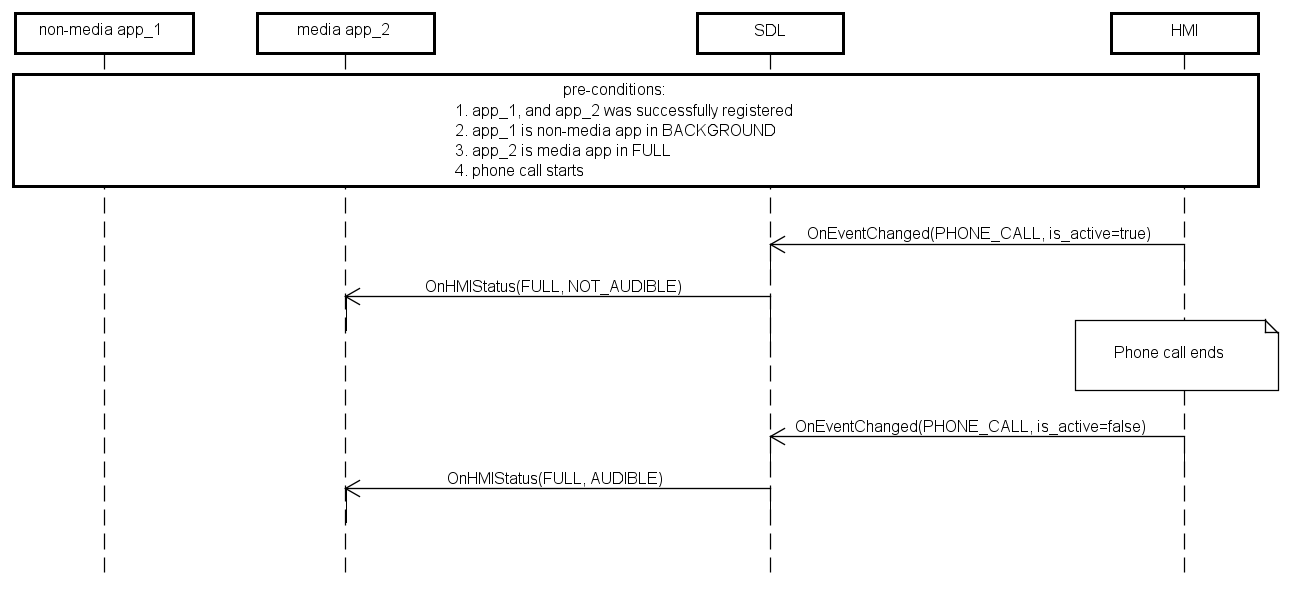 non-media app_1
media app_2
SDL
HMI
pre-conditions:
1. app_1, and app_2 was successfully registered
2. app_1 is non-media app in BACKGROUND
3. app_2 is media app in FULL
4. phone call starts
OnEventChanged(PHONE_CALL, is_active=true)
OnHMIStatus(FULL, NOT_AUDIBLE)
Phone call ends
OnEventChanged(PHONE_CALL, is_active=false)
OnHMIStatus(FULL, AUDIBLE)